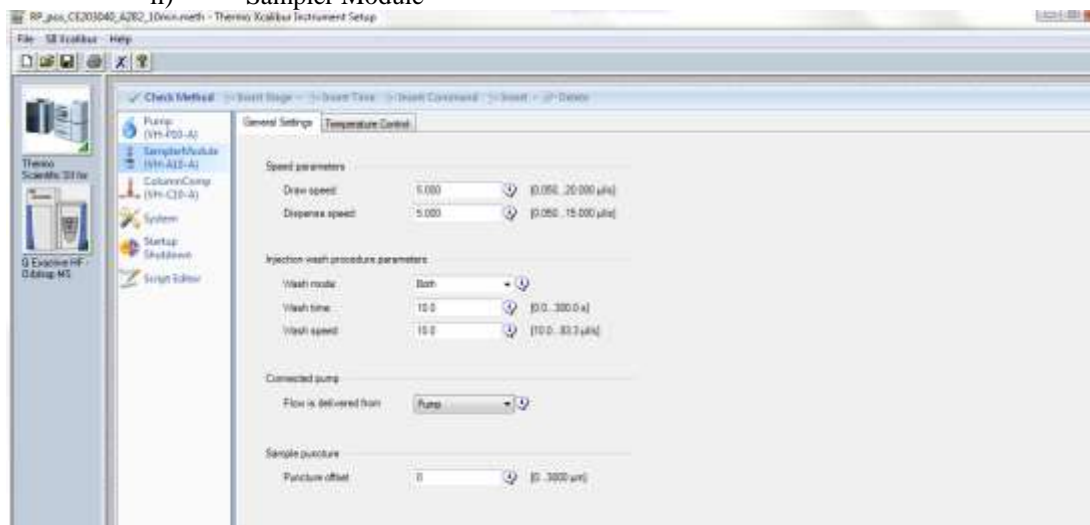 ii) Sampler Module
RP_pos_CE203040_A2B2_10min.meth - Thermo Xcalibur Instrument Setup
File SII Xcalibur Help
Check Method Insert Stage Insert Time Insert Command Insert Delete
Pump
(VH-P10-A)
SamplerModule
(VH-A10-A)
ColumnComp
(VH-C10-A)
System
Startup
Shutdown
Script Editor
Thermo
Scientific SII for
Q Exactive HF -
Orbitrap MS
General Settings Temperature Control
Speed parameters
Draw speed: 5.000 [0.050...20.000 µl/s]
Dispense speed: 5.000 [0.050...15.000 µl/s]
Injection wash procedure parameters
Wash mode: Both
Wash time: 10.0 [0.0...300.0 s]
Wash speed: 10.0 [10.0...83.3 µl/s]
Connected pump
Flow is delivered from: Pump
Sample puncture
Puncture offset: 0 [0...3000 µm]